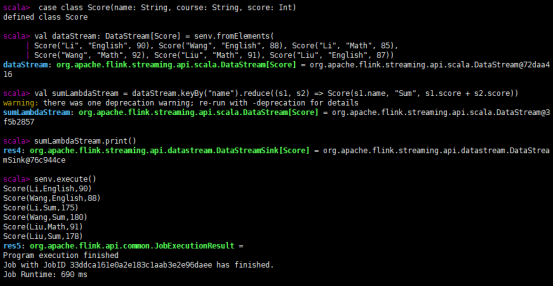 scala>  case class Score(name: String, course: String, score: Int)
defined class Score
scala> val dataStream: DataStream[Score] = senv.fromElements(
     | Score("Li", "English", 90), Score("Wang", "English", 88), Score("Li", "Math", 85),
     | Score("Wang", "Math", 92), Score("Liu", "Math", 91), Score("Liu", "English", 87))
dataStream: org.apache.flink.streaming.api.scala.DataStream[Score] = org.apache.flink.streaming.api.scala.DataStream@72daa4
16
scala> val sumLambdaStream = dataStream.keyBy("name").reduce((s1, s2) => Score(s1.name, "Sum", s1.score + s2.score))
warning: there was one deprecation warning; re-run with -deprecation for details
sumLambdaStream: org.apache.flink.streaming.api.scala.DataStream[Score] = org.apache.flink.streaming.api.scala.DataStream@3
f5b2857
scala> sumLambdaStream.print()
res4: org.apache.flink.streaming.api.datastream.DataStreamSink[Score] = org.apache.flink.streaming.api.datastream.DataStrea
mSink@76c944ce
scala> senv.execute()
Score(Li,English,90)
Score(Wang,English,88)
Score(Li,Sum,175)
Score(Wang,Sum,180)
Score(Liu,Math,91)
Score(Liu,Sum,178)
res5: org.apache.flink.api.common.JobExecutionResult =
Program execution finished
Job with JobID 33ddca161e0a2e183c1aab3e2e96daee has finished.
Job Runtime: 690 ms